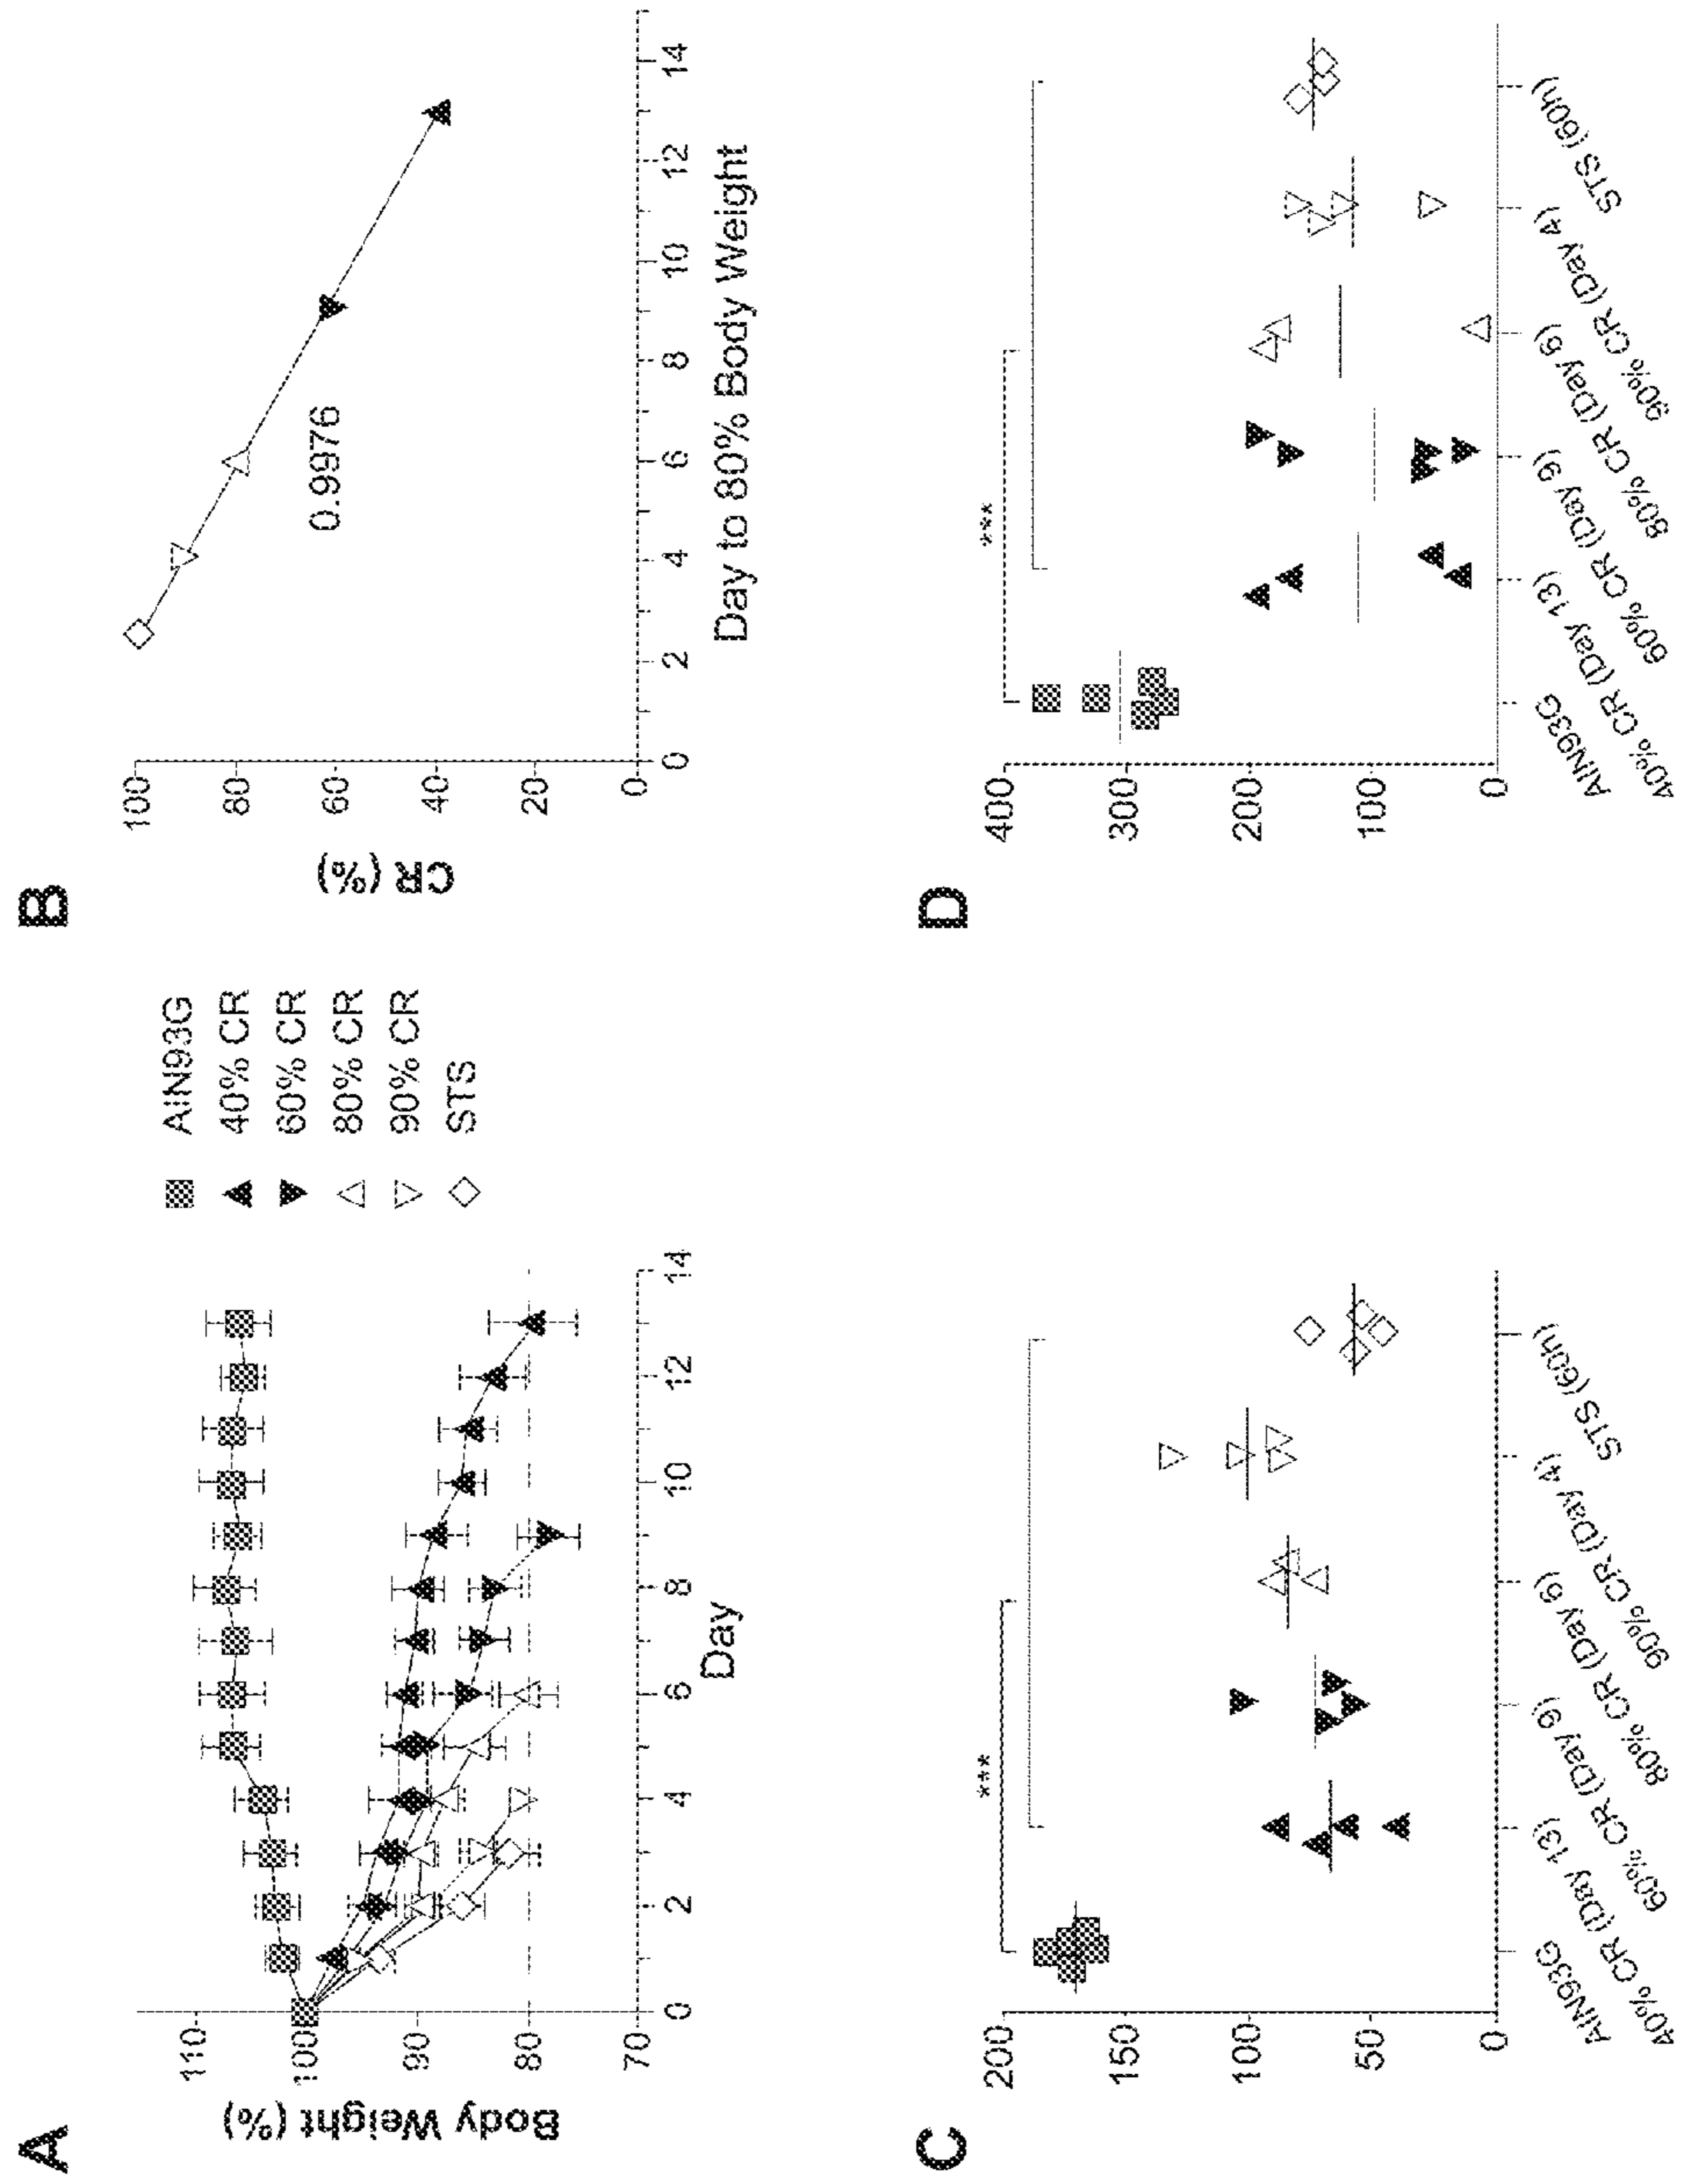 A
Body Weight (%)
110
100
90
80
70
0 2 4 6 8 10 12 14
Day
AIN93G
40% CR
60% CR
80% CR
90% CR
STS
B
CR (%)
100
80
60
40
20
0
0.9976
0 2 4 6 8 10 12 14
Day to 80% Body Weight
C
200
150
100
50
0
***
AIN93G
40% CR (Day 13)
60% CR (Day 9)
80% CR (Day 6)
90% CR (Day 4)
STS (60h)
D
400
300
200
100
0
***
AIN93G
40% CR (Day 13)
60% CR (Day 9)
80% CR (Day 6)
90% CR (Day 4)
STS (60h)